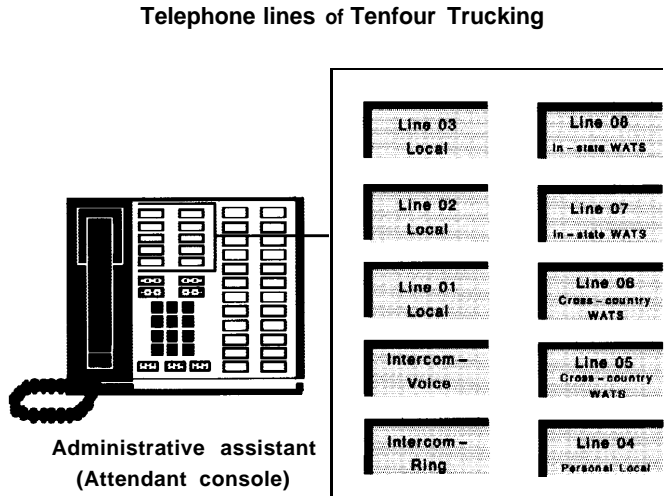 Telephone lines of Tenfour Trucking
Line 03
Local
Line 08
In-state WATS
Line 02
Local
Line 07
In-state WATS
Line 01
Local
Line 06
Cross-country
WATS
Intercom-
Voice
Line 05
Cross-country
WATS
Intercom-
Ring
Line 04
Personal Local
Administrative assistant
(Attendant console)